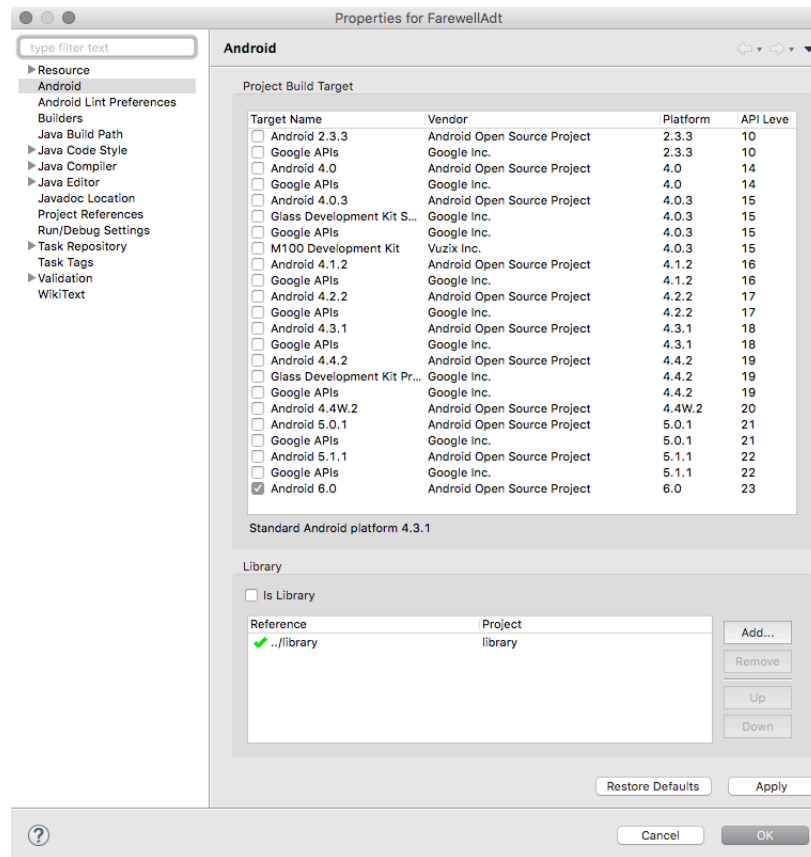 Properties for FarewellAdt
type filter text
Resource
Android
Android Lint Preferences
Builders
Java Build Path
Java Code Style
Java Compiler
Java Editor
Javadoc Location
Project References
Run/Debug Settings
Task Repository
Task Tags
Validation
WikiText
Android
Project Build Target
Target Name Vendor Platform API Leve
Android 2.3.3 Android Open Source Project 2.3.3 10
Google APIs Google Inc. 2.3.3 10
Android 4.0 Android Open Source Project 4.0 14
Google APIs Google Inc. 4.0 14
Android 4.0.3 Android Open Source Project 4.0.3 15
Glass Development Kit S... Google Inc. 4.0.3 15
Google APIs Google Inc. 4.0.3 15
M100 Development Kit Vuzix Inc. 4.0.3 15
Android 4.1.2 Android Open Source Project 4.1.2 16
Google APIs Google Inc. 4.1.2 16
Android 4.2.2 Android Open Source Project 4.2.2 17
Google APIs Google Inc. 4.2.2 17
Android 4.3.1 Android Open Source Project 4.3.1 18
Google APIs Google Inc. 4.3.1 18
Android 4.4.2 Android Open Source Project 4.4.2 19
Glass Development Kit Pr... Google Inc. 4.4.2 19
Google APIs Google Inc. 4.4.2 19
Android 4.4W.2 Android Open Source Project 4.4W.2 20
Android 5.0.1 Android Open Source Project 5.0.1 21
Google APIs Google Inc. 5.0.1 21
Android 5.1.1 Android Open Source Project 5.1.1 22
Google APIs Google Inc. 5.1.1 22
Android 6.0 Android Open Source Project 6.0 23
Standard Android platform 4.3.1
Library
Is Library
Reference Project
../library library
Add...
Remove
Up
Down
Restore Defaults Apply
? Cancel OK